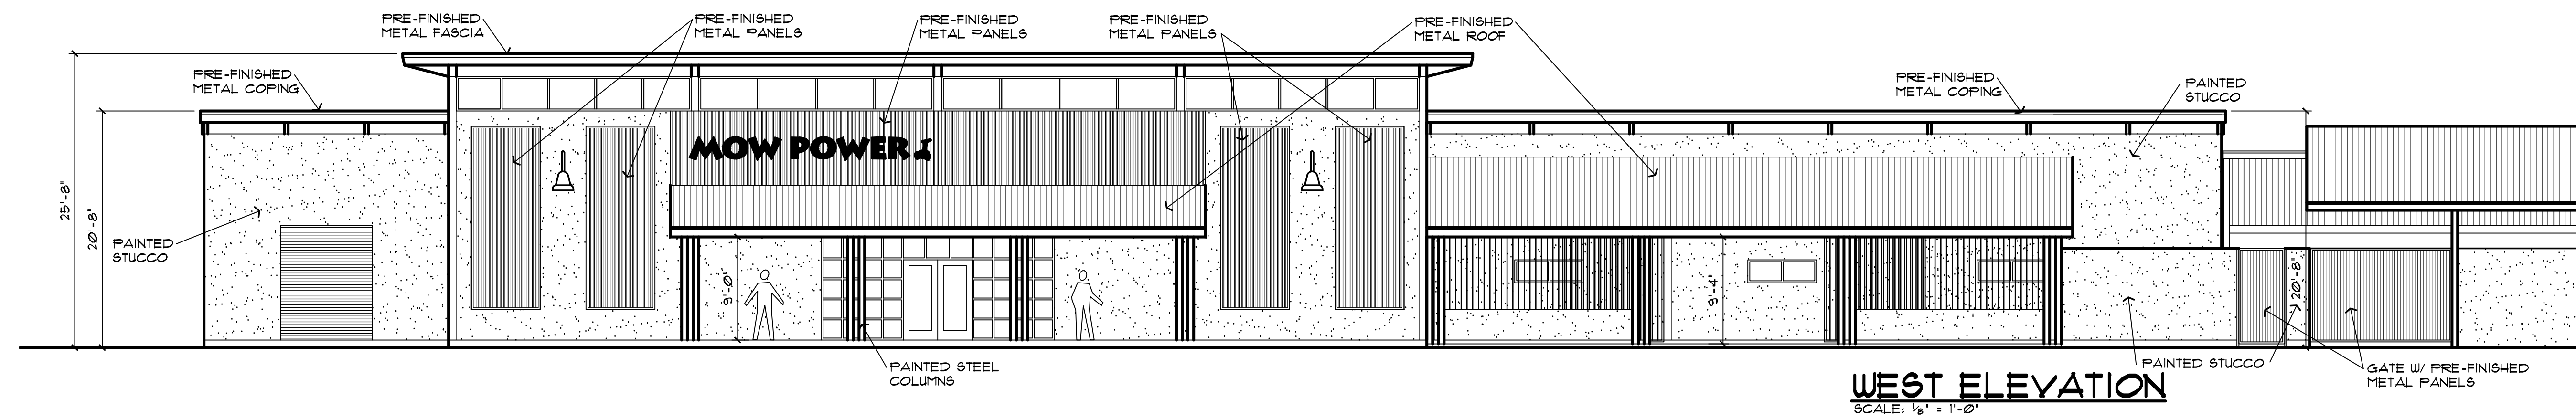 PRE-FINISHED
METAL FASCIA
PRE-FINISHED
METAL PANELS
PRE-FINISHED
METAL PANELS
PRE-FINISHED
METAL PANELS
PRE-FINISHED
METAL ROOF
PRE-FINISHED
METAL COPING
PRE-FINISHED
METAL COPING
PAINTED
STUCCO
MOW POWER
25'-8"
20'-8"
PAINTED
STUCCO
9'-0"
9'-4"
20'-8"
PAINTED STEEL
COLUMNS
PAINTED STUCCO
GATE W/ PRE-FINISHED
METAL PANELS
WEST ELEVATION
SCALE: ⅛" = 1'-0"